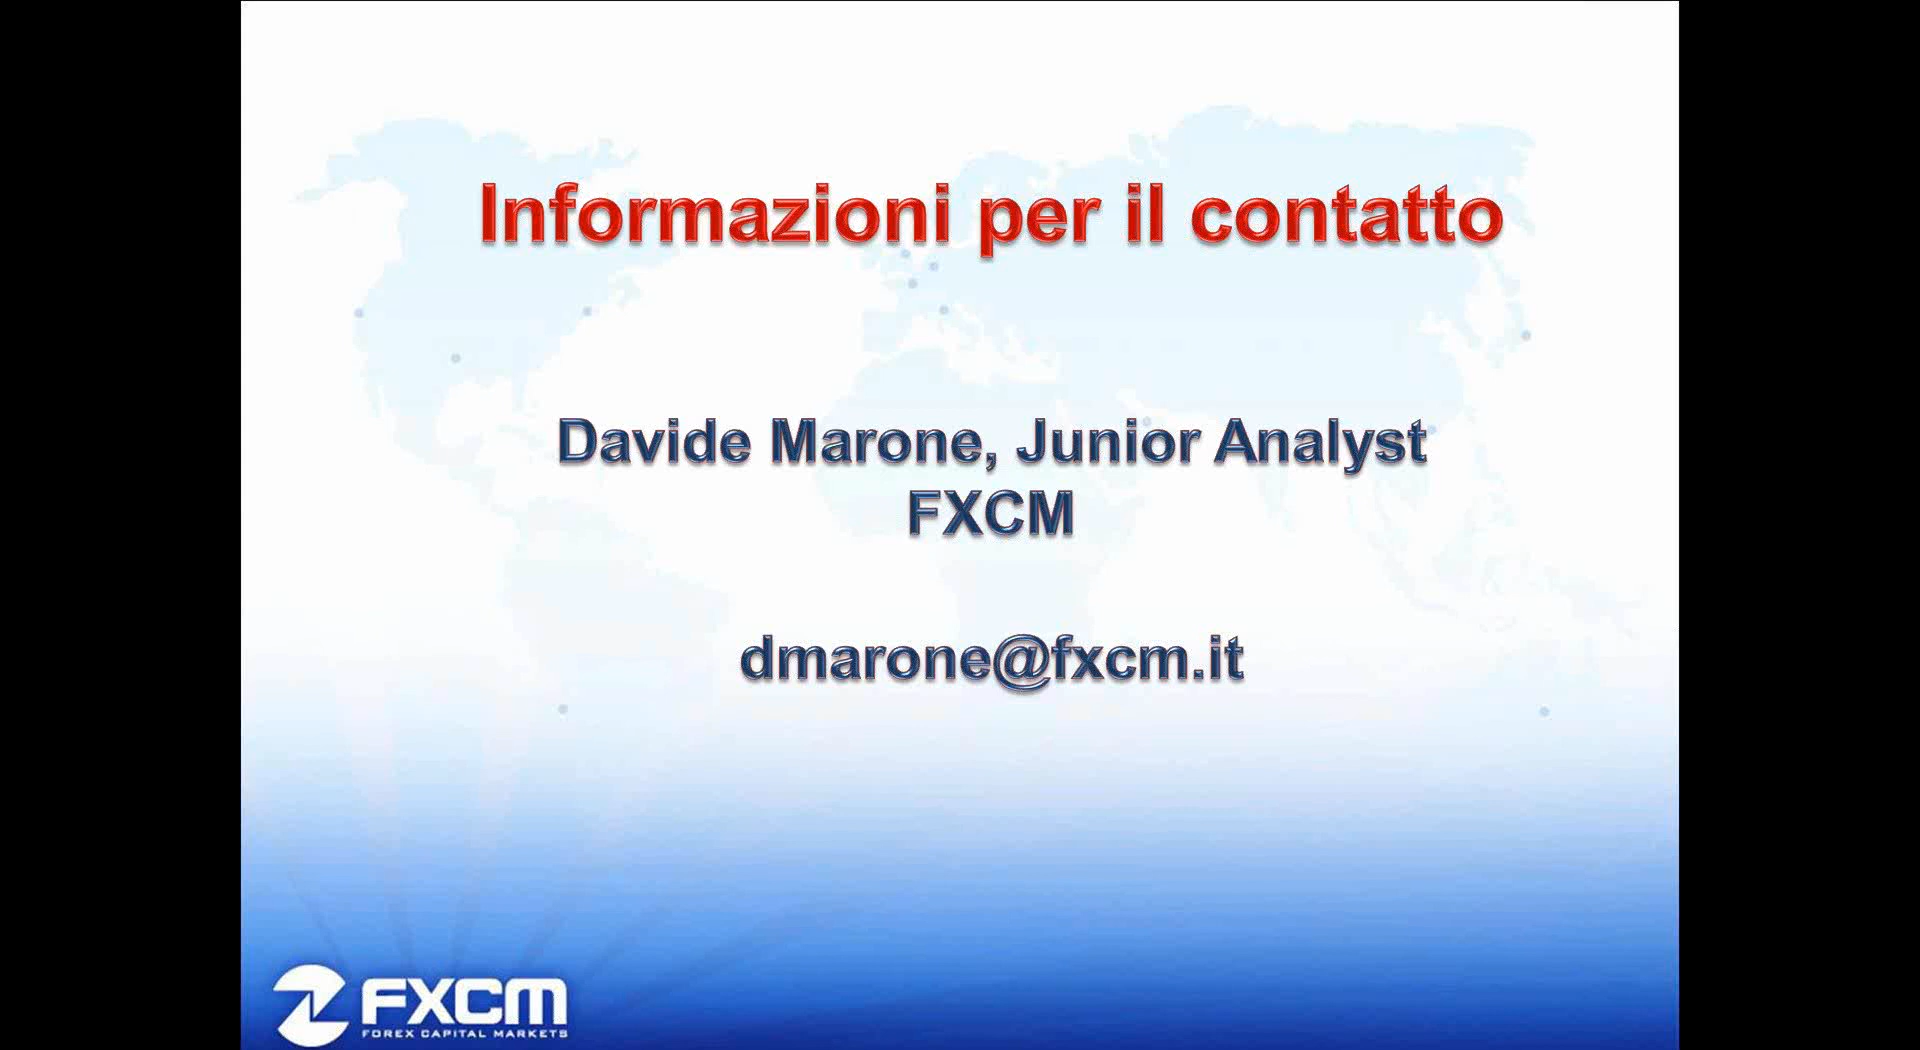 Informazioni per il contatto
Davide Marone, Junior Analyst
FXCM
dmarone@fxcm.it
FXCM
FOREX CAPITAL MARKETS